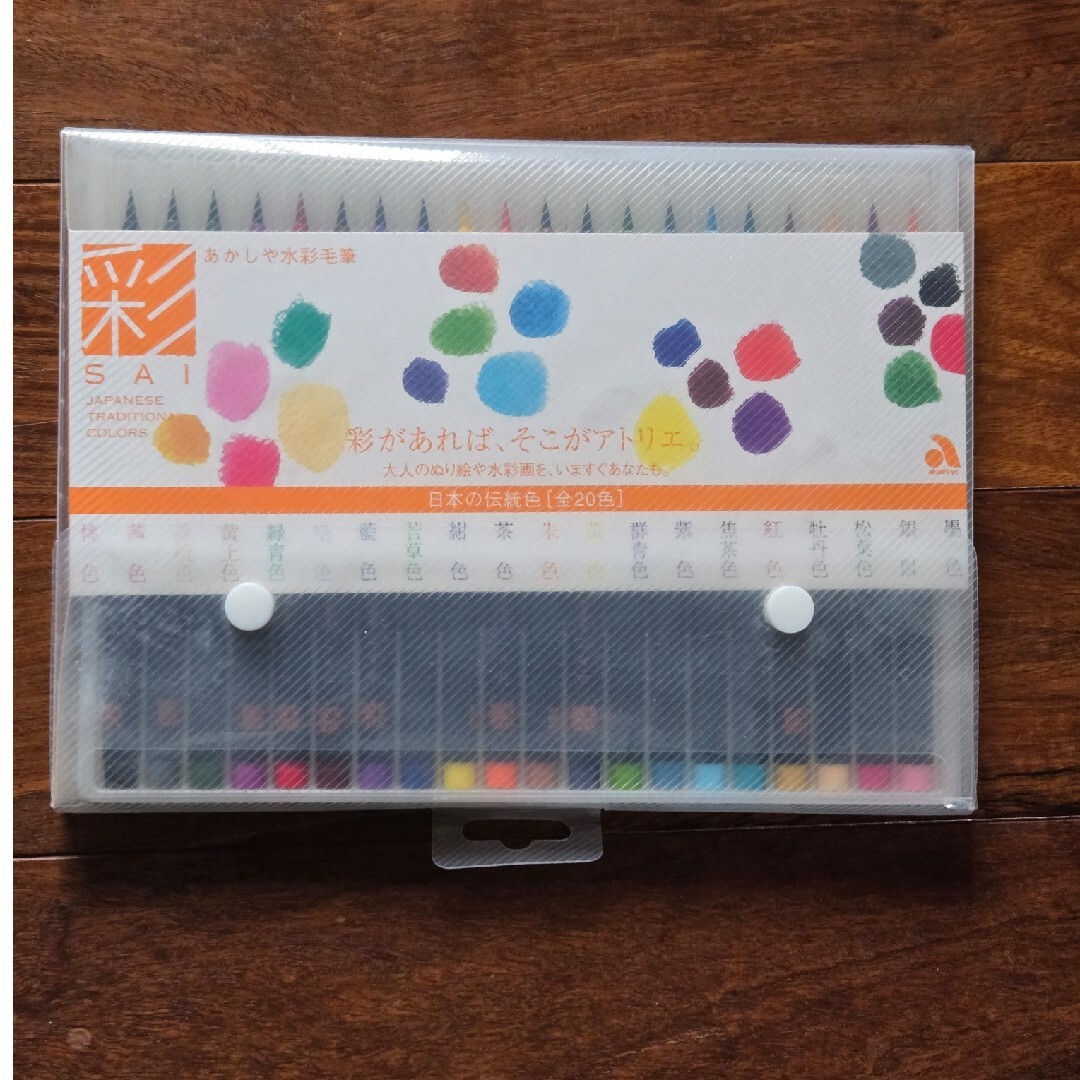 彩
あかしや水彩毛筆
SAI
JAPANESE
TRADITIONAL
COLORS
彩があれば、そこがアトリエ。
大人のぬり絵や水彩画を、いますぐあなたも。
日本の伝統色[全20色]
黄土色
緑青色
藍色
若草色
紺色
茶色
朱色
群青色
紫色
焦茶色
紅色
牡丹色
松葉色
銀鼠
墨色